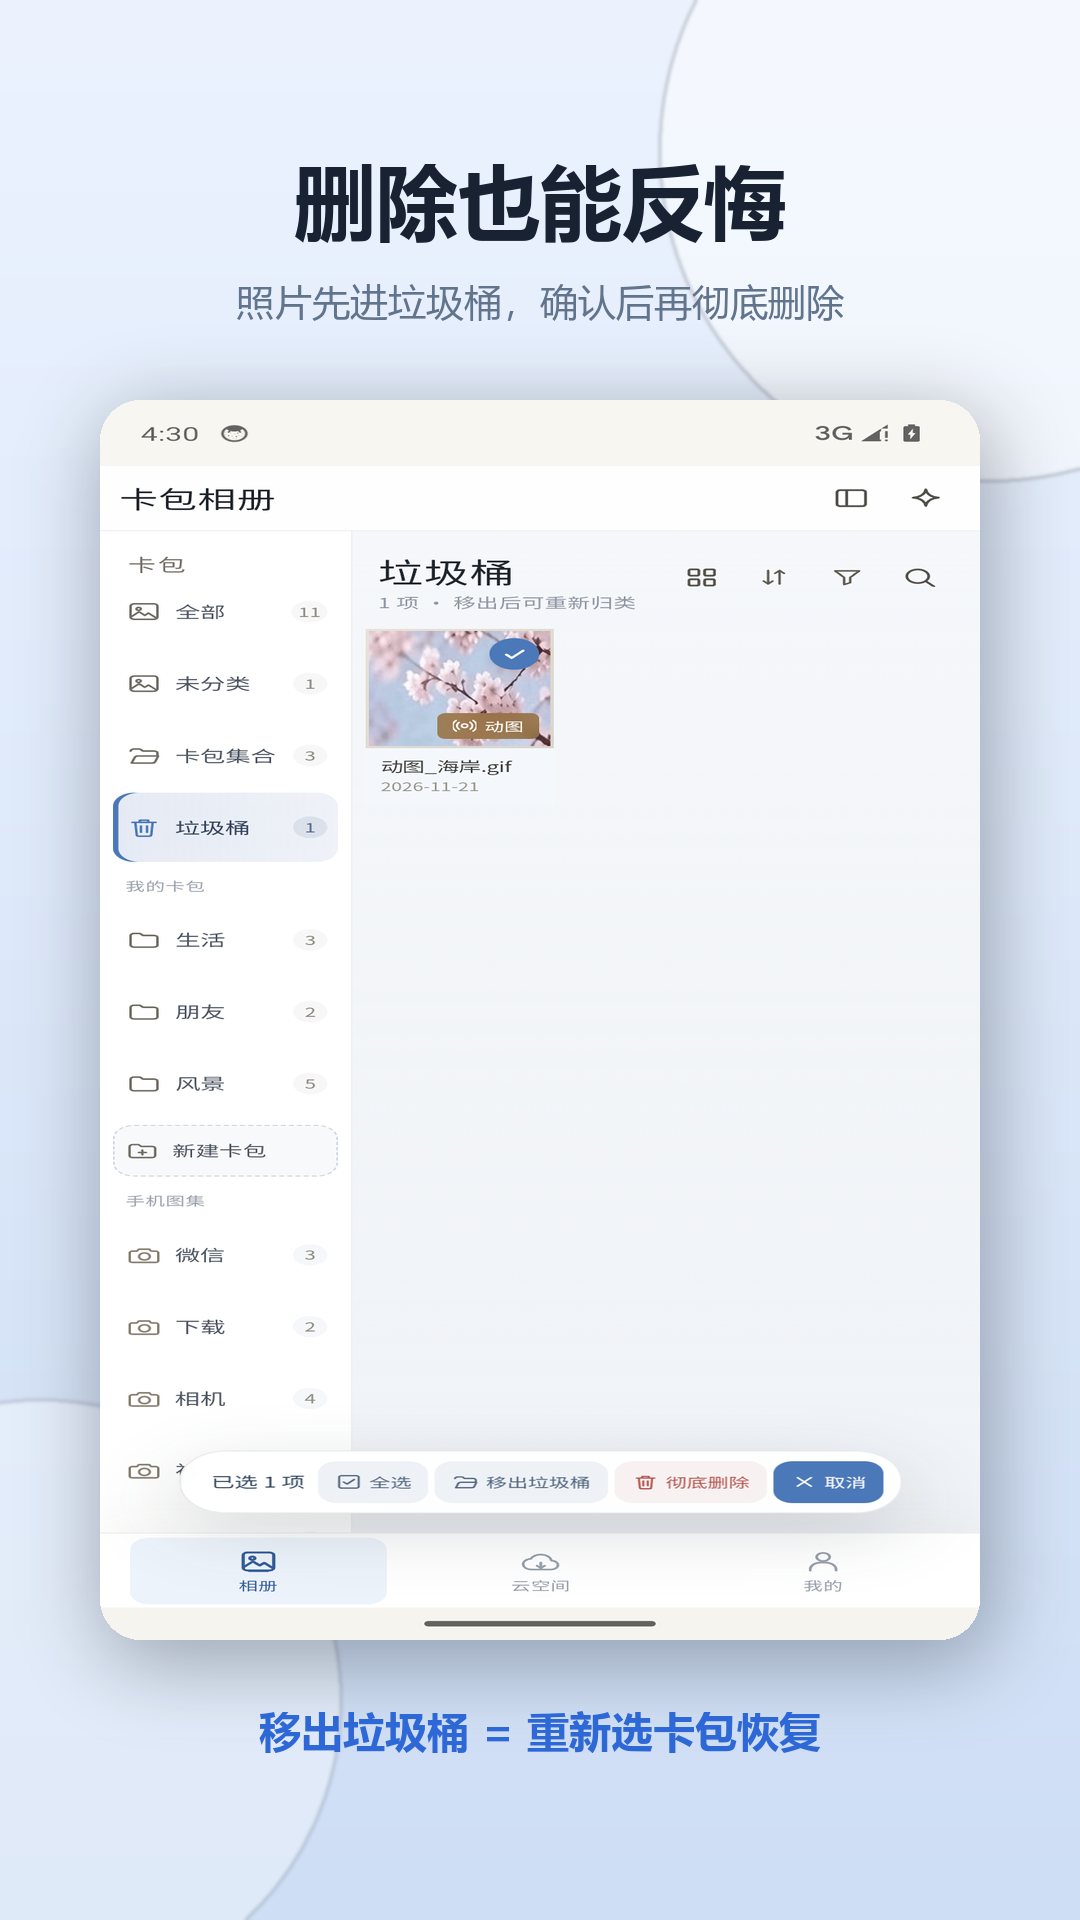 删除也能反悔
照片先进垃圾桶，确认后再彻底删除
4:30
3G
卡包相册
卡包
全部 11
未分类 1
卡包集合 3
垃圾桶 1
我的卡包
生活 3
朋友 2
风景 5
新建卡包
手机图集
微信 3
下载 2
相机 4
垃圾桶
1 项 · 移出后可重新归类
动图
动图_海岸.gif
2026-11-21
已选 1 项 全选 移出垃圾桶 彻底删除 取消
相册 云空间 我的
移出垃圾桶 = 重新选卡包恢复